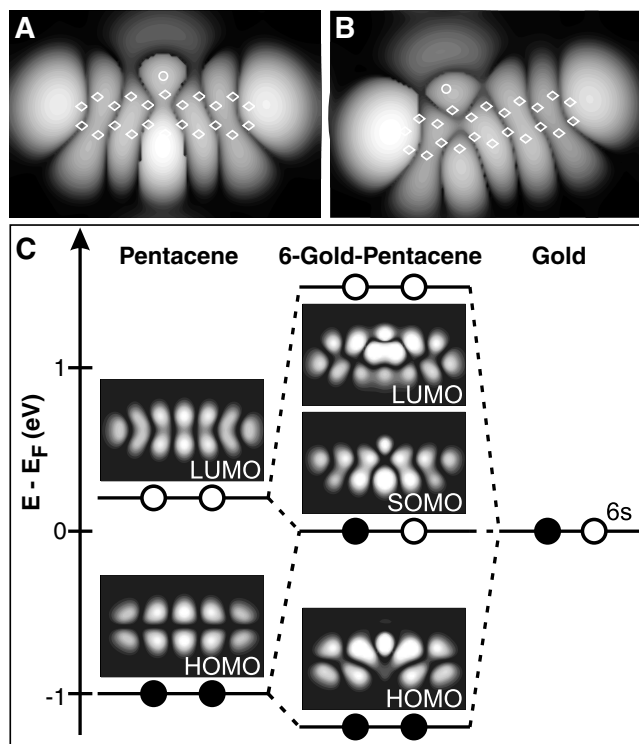 A
B
C
Pentacene
6-Gold-Pentacene
Gold
E - E_F (eV)
1
LUMO
LUMO
SOMO
6s
0
HOMO
HOMO
-1